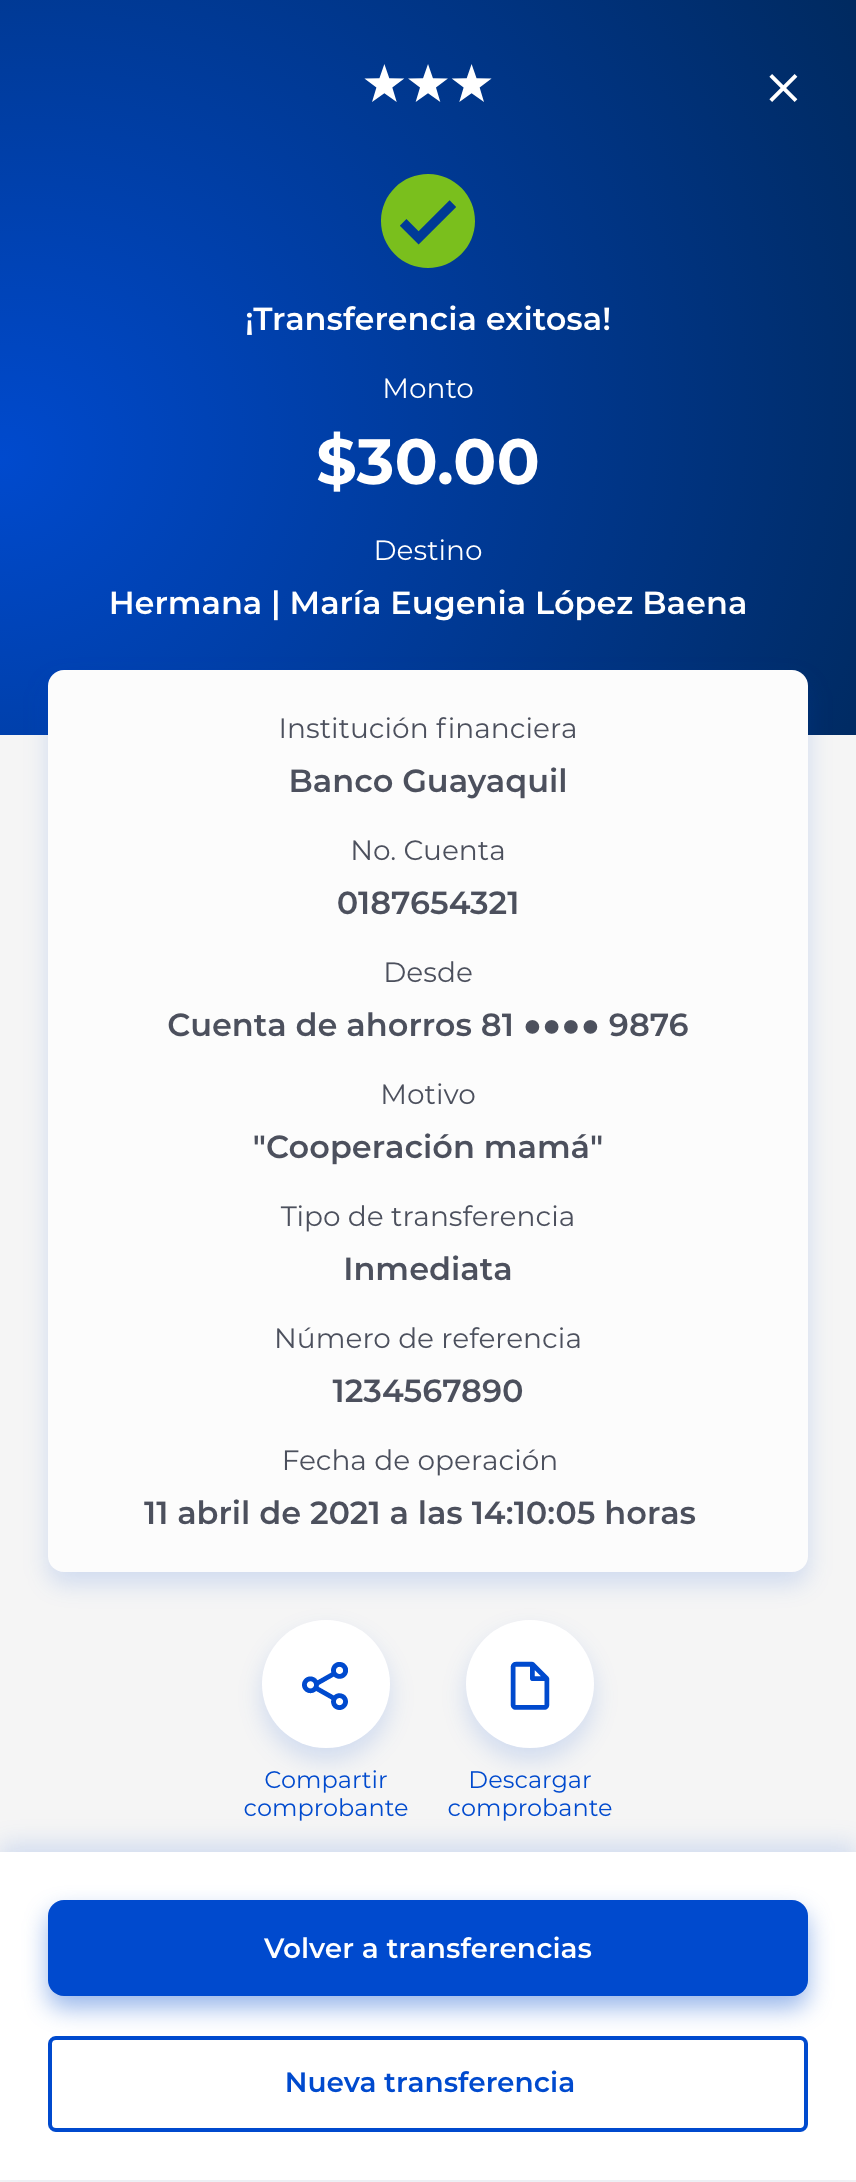 ¡Transferencia exitosa!
Monto
$30.00
Destino
Hermana | María Eugenia López Baena
Institución financiera
Banco Guayaquil
No. Cuenta
0187654321
Desde
Cuenta de ahorros 81 •••• 9876
Motivo
"Cooperación mamá"
Tipo de transferencia
Inmediata
Número de referencia
1234567890
Fecha de operación
11 abril de 2021 a las 14:10:05 horas
Compartir comprobante
Descargar comprobante
Volver a transferencias
Nueva transferencia